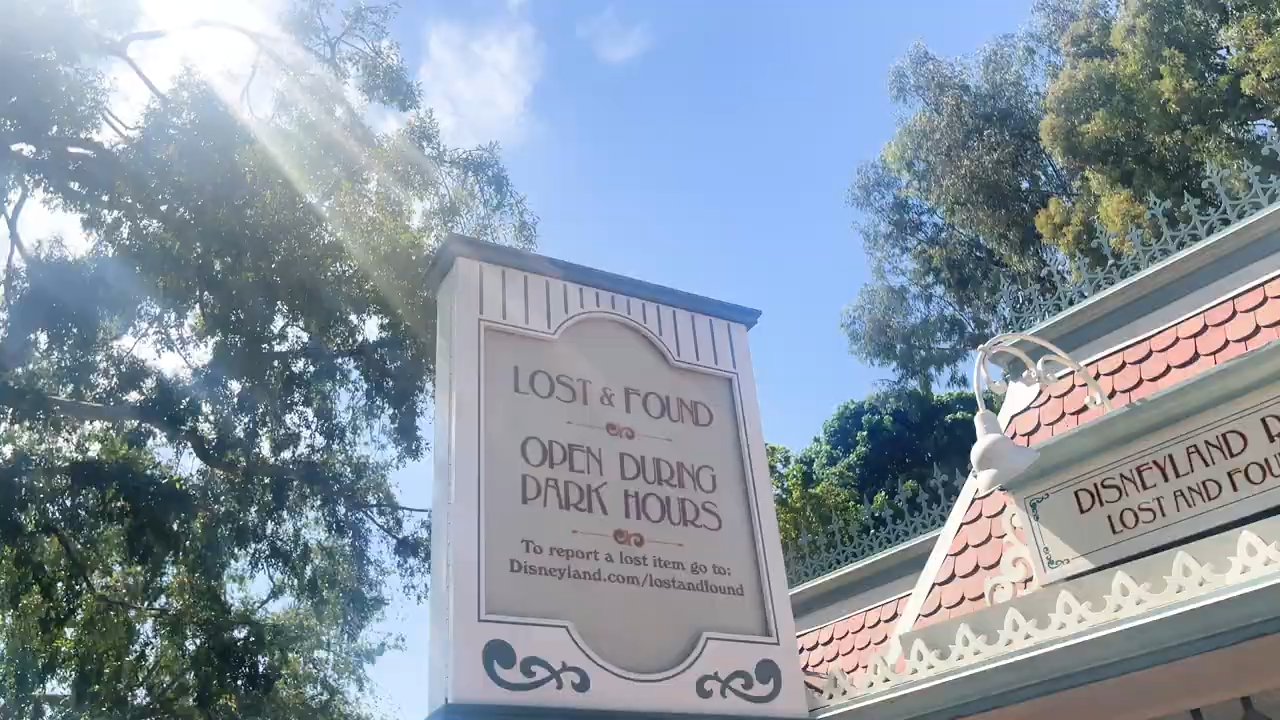 LOST & FOUND
OPEN DURING
PARK HOURS
To report a lost item go to:
Disneyland.com/lostandfound
DISNEYLAND
LOST AND